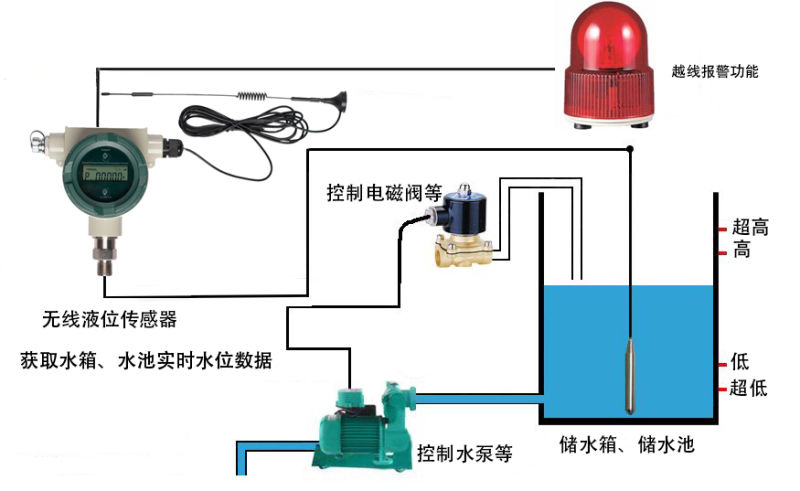 越线报警功能
控制电磁阀等
超高
高
无线液位传感器
获取水箱、水池实时水位数据
低
超低
控制水泵等
储水箱、储水池